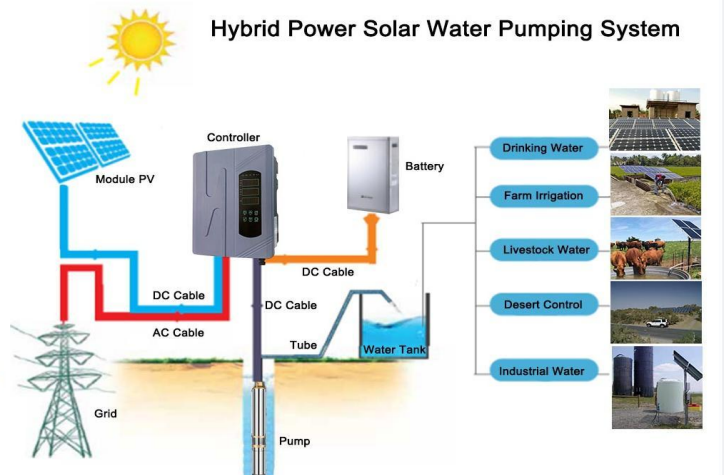 Hybrid Power Solar Water Pumping System
Controller
Module PV
Battery
Drinking Water
Farm Irrigation
Livestock Water
Desert Control
Industrial Water
DC Cable
DC Cable
DC Cable
AC Cable
Tube
Water Tank
Grid
Pump